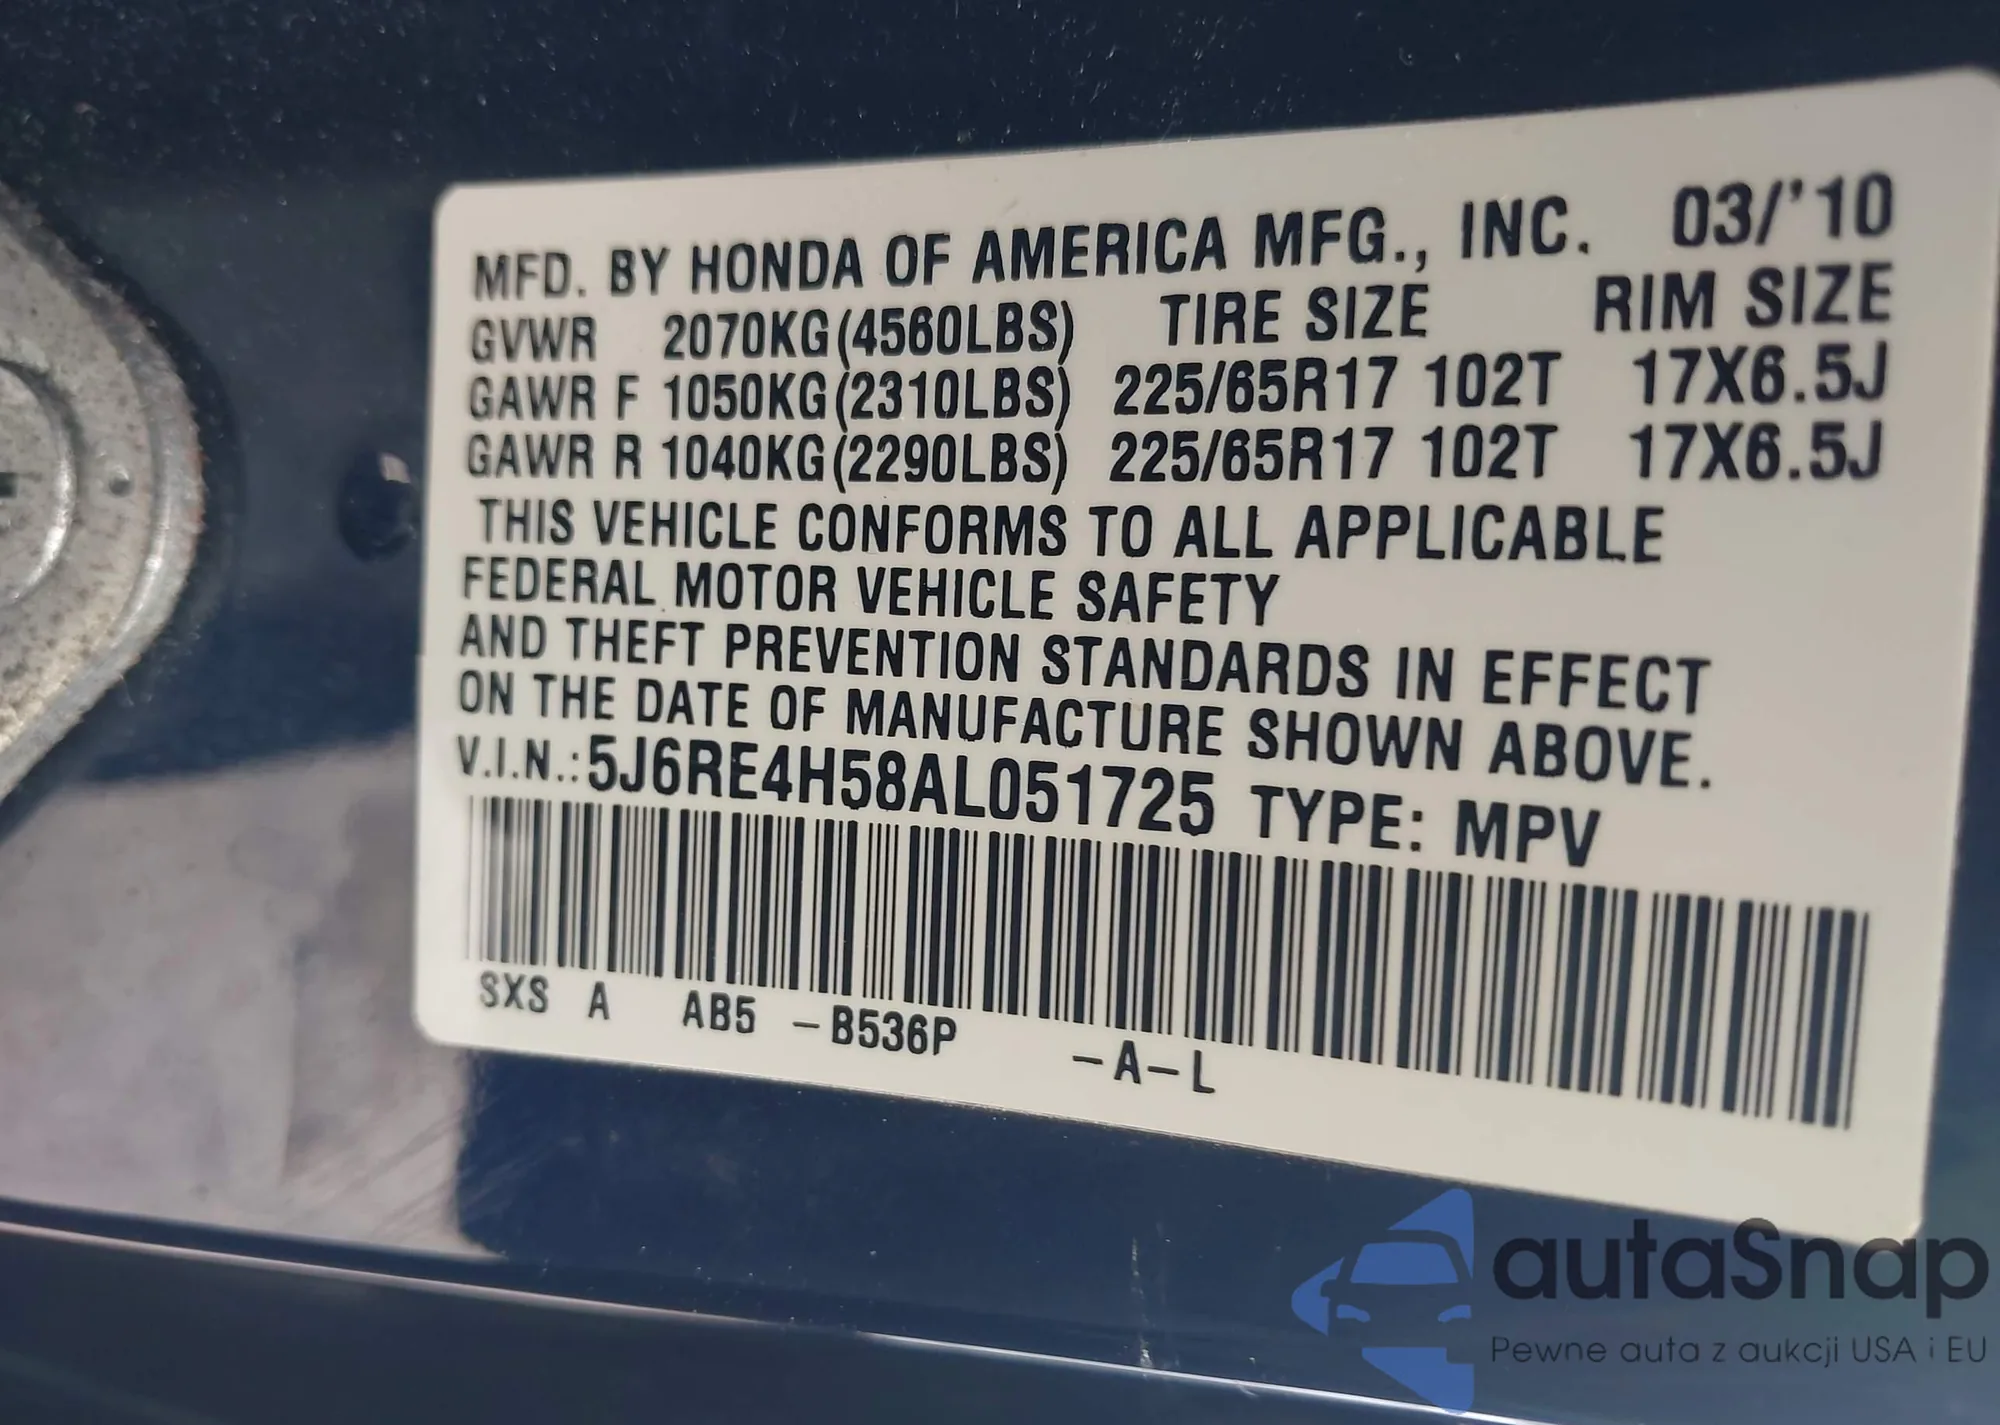 MFD. BY HONDA OF AMERICA MFG., INC. 03/'10
GVWR 2070KG(4560LBS) TIRE SIZE RIM SIZE
GAWR F 1050KG(2310LBS) 225/65R17 102T 17X6.5J
GAWR R 1040KG(2290LBS) 225/65R17 102T 17X6.5J
THIS VEHICLE CONFORMS TO ALL APPLICABLE
FEDERAL MOTOR VEHICLE SAFETY
AND THEFT PREVENTION STANDARDS IN EFFECT
ON THE DATE OF MANUFACTURE SHOWN ABOVE.
V.I.N.: 5J6RE4H58AL051725 TYPE: MPV
SXS A AB5 -B536P -A-L
autaSnap
Pewne auta z aukcji USA i EU